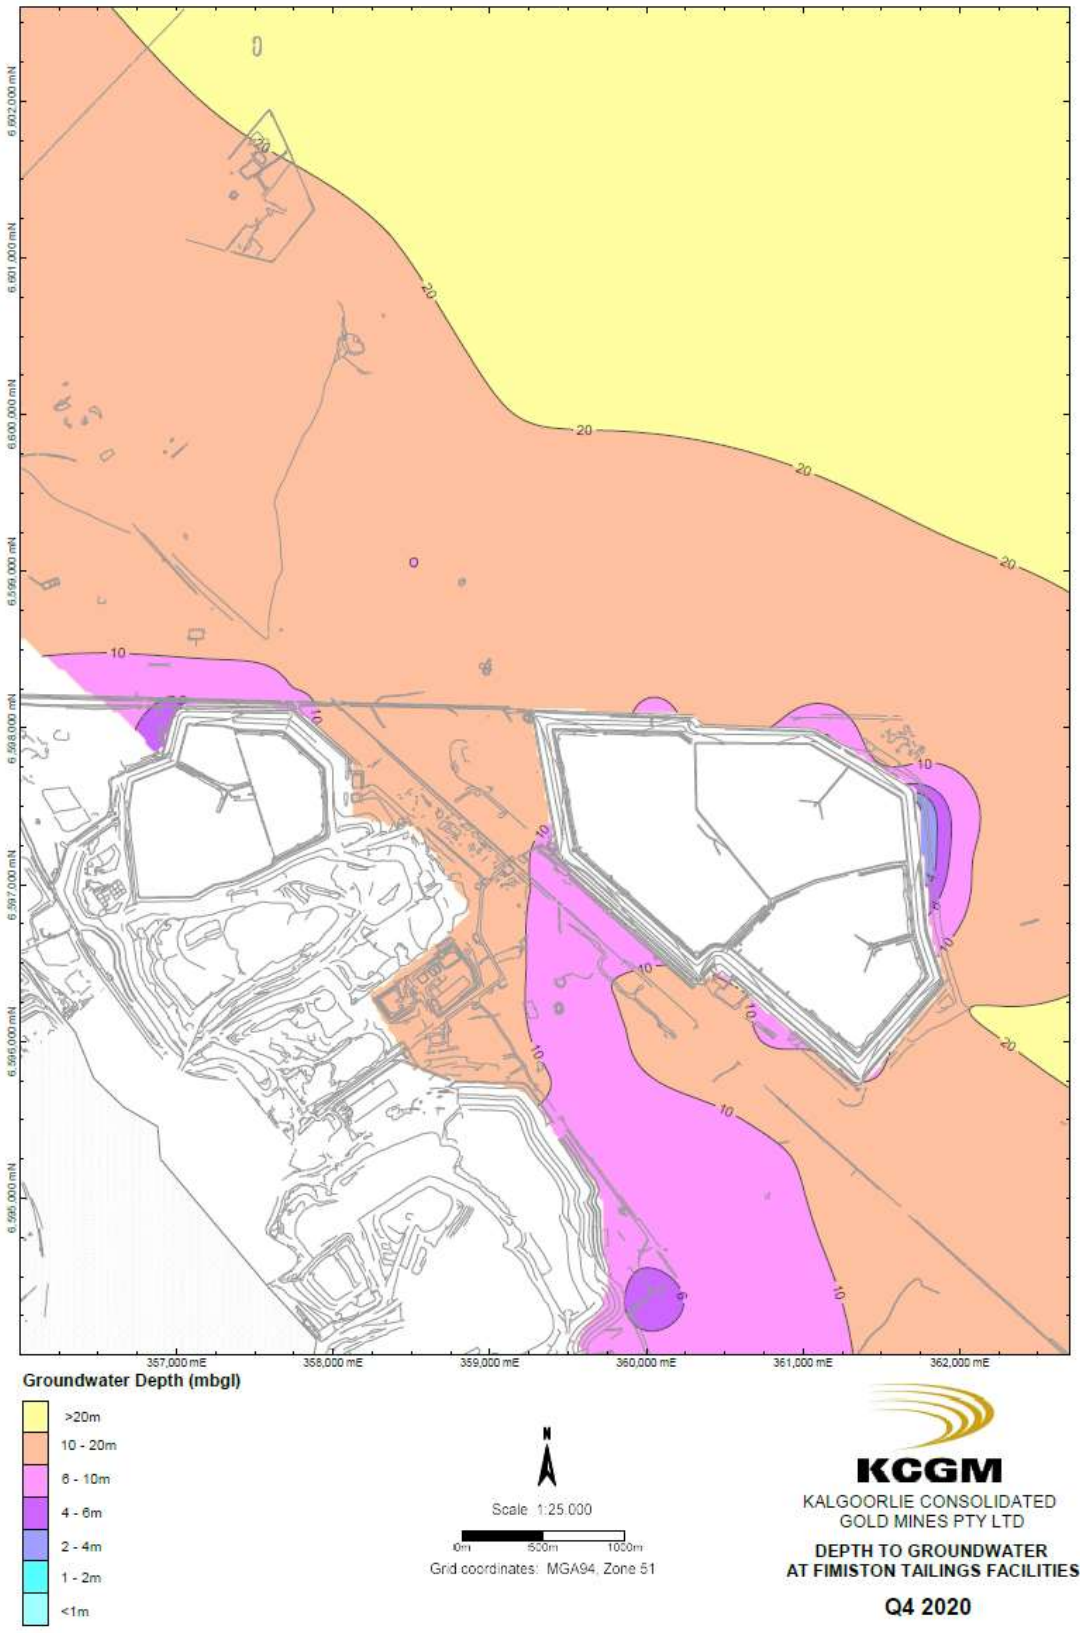 6,602,000 mN
6,601,000 mN
6,600,000 mN
6,599,000 mN
6,598,000 mN
6,597,000 mN
6,596,000 mN
6,595,000 mN
20
20
20
20
20
10
10
10
10
10
6
10
10
10
20
10
10
10
6
357,000 mE
358,000 mE
359,000 mE
360,000 mE
361,000 mE
362,000 mE
Groundwater Depth (mbgl)
>20m
10 - 20m
6 - 10m
4 - 6m
2 - 4m
1 - 2m
<1m
N
Scale 1:25,000
0m 500m 1000m
Grid coordinates: MGA94, Zone 51
KCGM
KALGOORLIE CONSOLIDATED
GOLD MINES PTY LTD
DEPTH TO GROUNDWATER
AT FIMISTON TAILINGS FACILITIES
Q4 2020